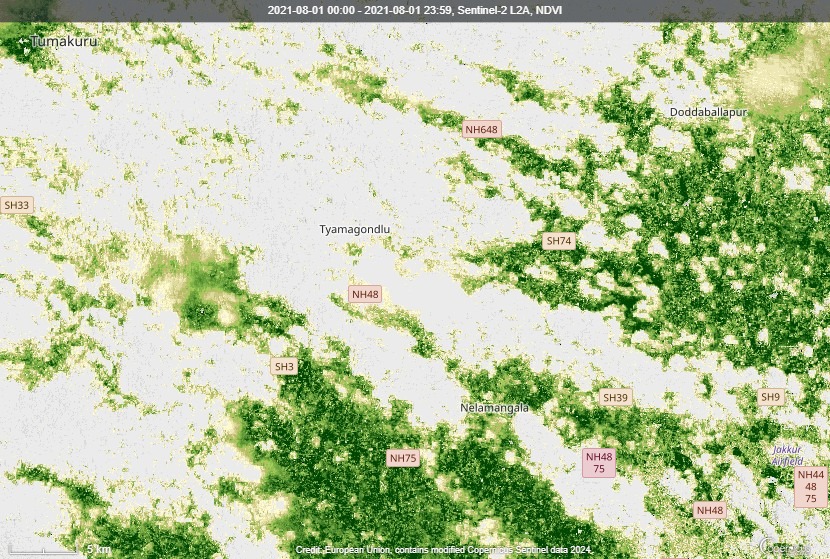 2021-08-01 00:00 - 2021-08-01 23:59, Sentinel-2 L2A, NDVI
Tumakuru
Doddaballapur
NH648
SH33
Tyamagondlu
SH74
NH48
SH3
SH39
SH9
Nelamangala
Jakkur
Airfield
NH75
NH48
75
NH44
48
75
NH48
5 km
Credit: European Union, contains modified Copernicus Sentinel data 2024,